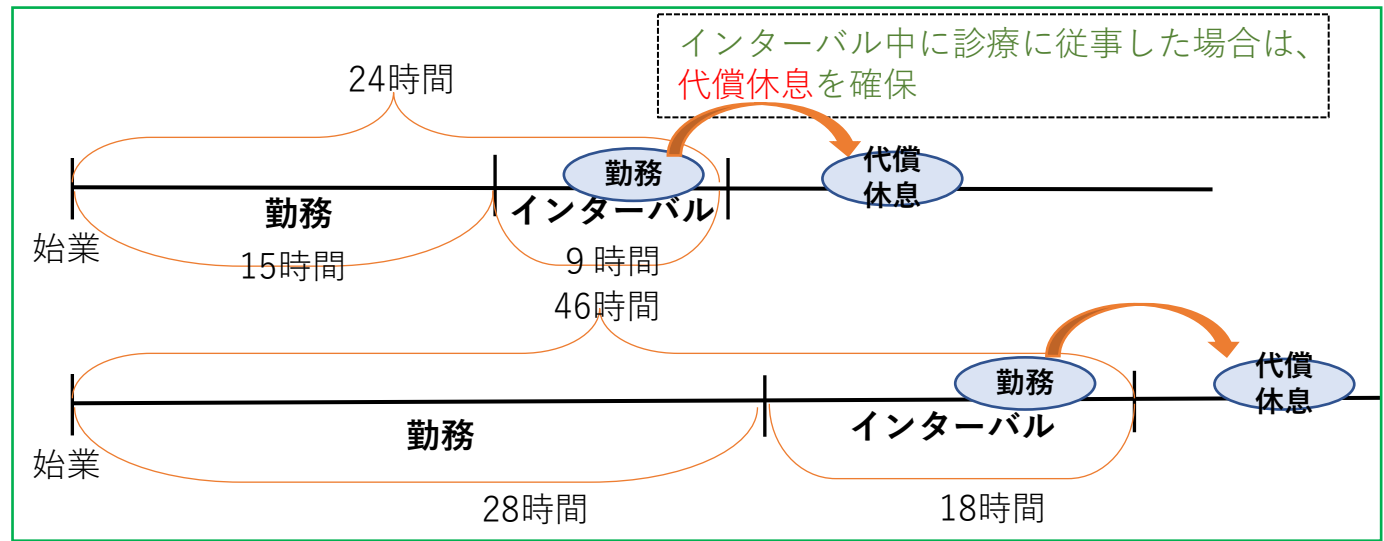 インターバル中に診療に従事した場合は、
代償休息を確保
24時間
勤務
代償
休息
勤務
インターバル
始業
15時間
9時間
46時間
勤務
代償
休息
勤務
インターバル
始業
28時間
18時間